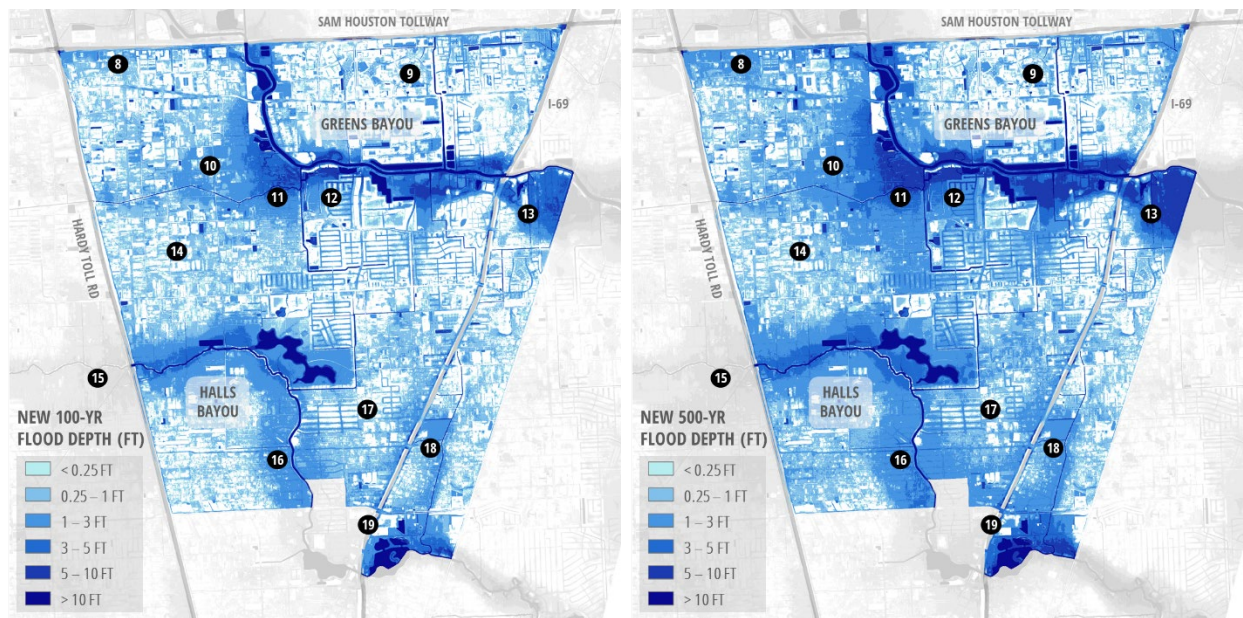 SAM HOUSTON TOLLWAY
8
9
I-69
GREENS BAYOU
10
11
12
13
HARDY TOLL RD
14
15
HALLS
BAYOU
17
16
18
19
NEW 100-YR
FLOOD DEPTH (FT)
< 0.25 FT
0.25 – 1 FT
1 – 3 FT
3 – 5 FT
5 – 10 FT
> 10 FT
SAM HOUSTON TOLLWAY
8
9
I-69
GREENS BAYOU
10
11
12
13
HARDY TOLL RD
14
15
HALLS
BAYOU
17
16
18
19
NEW 500-YR
FLOOD DEPTH (FT)
< 0.25 FT
0.25 – 1 FT
1 – 3 FT
3 – 5 FT
5 – 10 FT
> 10 FT